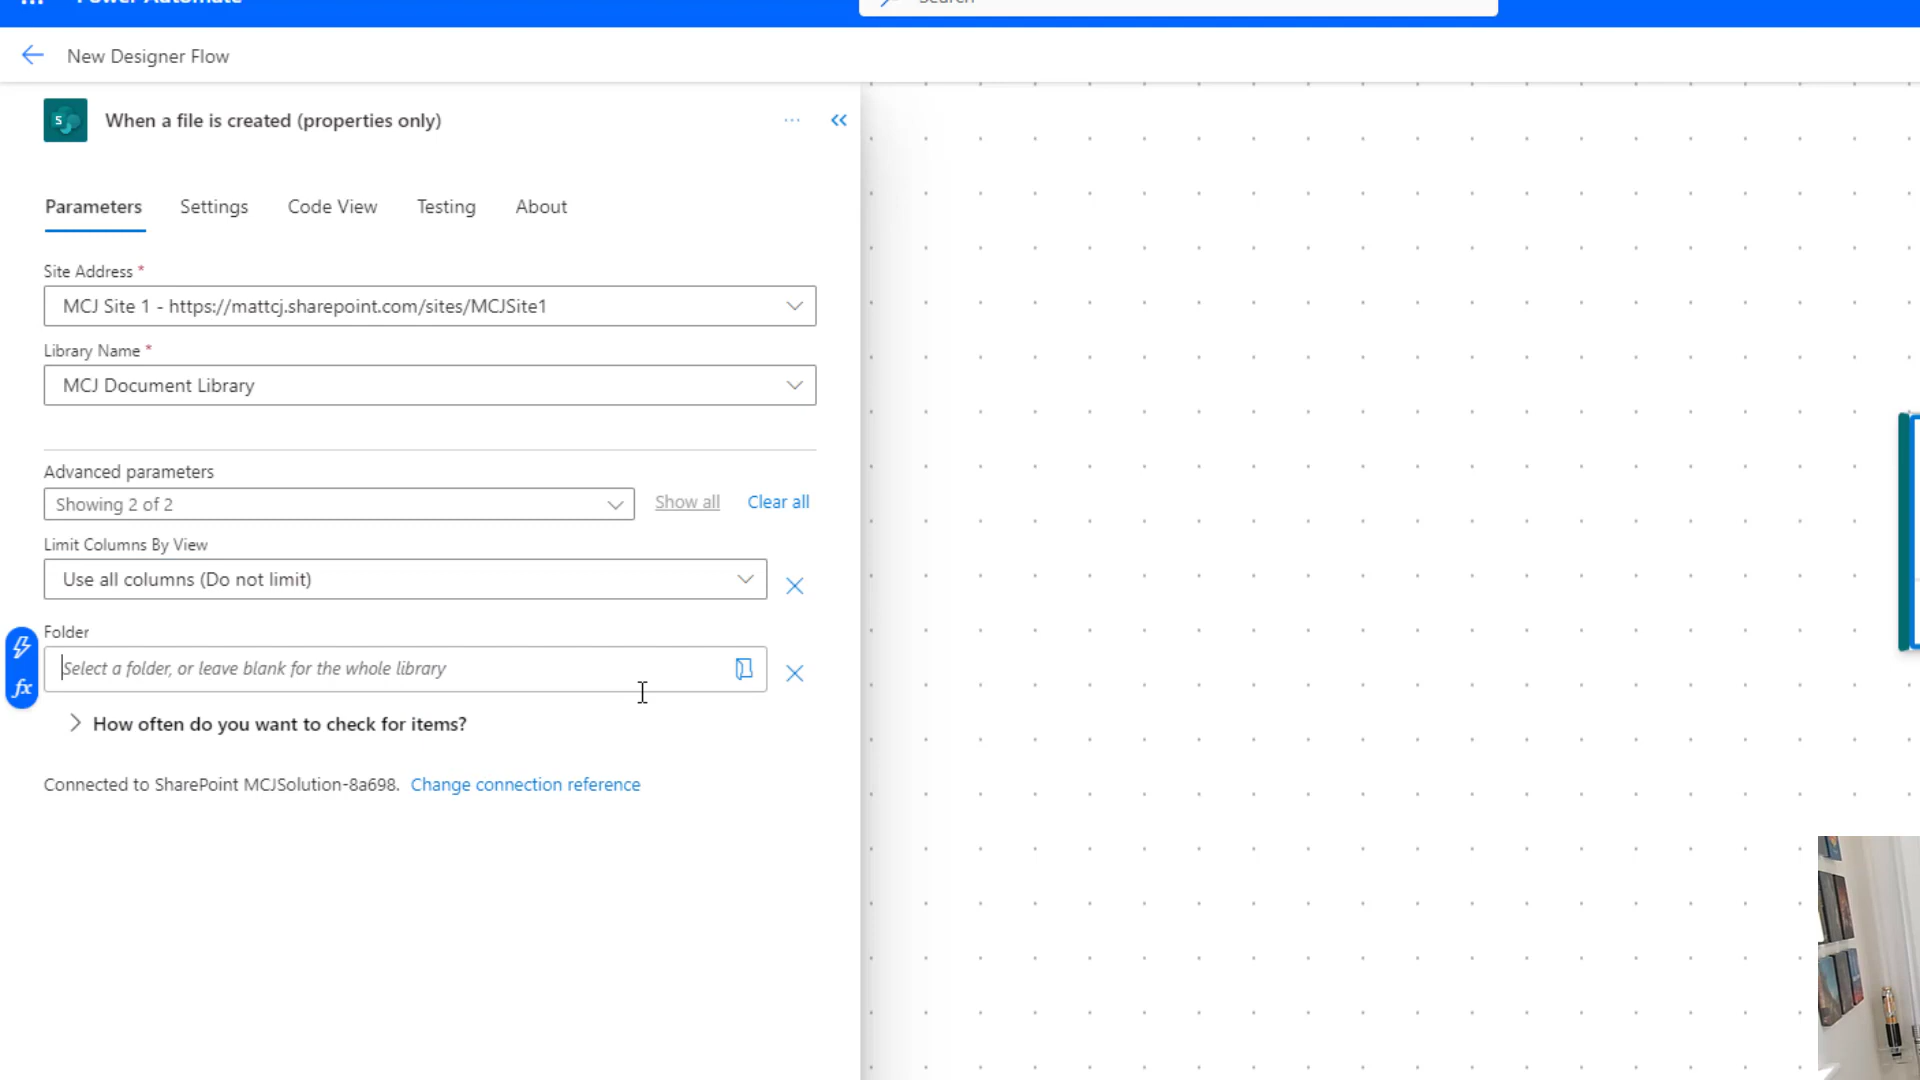 Power Automate
Search
New Designer Flow
S
When a file is created (properties only)
Parameters
Settings
Code View
Testing
About
Site Address *
MCJ Site 1 - https://mattcj.sharepoint.com/sites/MCJSite1
Library Name *
MCJ Document Library
Advanced parameters
Showing 2 of 2
Show all
Clear all
Limit Columns By View
Use all columns (Do not limit)
Folder
Select a folder, or leave blank for the whole library
fx
How often do you want to check for items?
Connected to SharePoint MCJSolution-8a698. Change connection reference